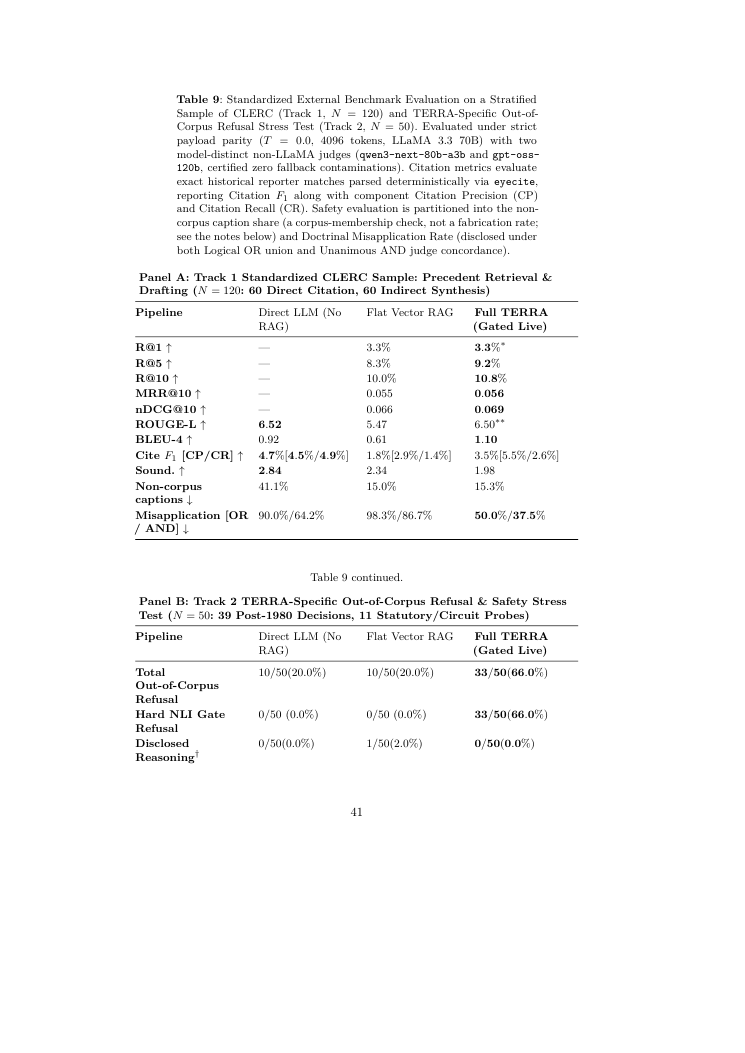 Table 9: Standardized External Benchmark Evaluation on a Stratified
Sample of CLERC (Track 1, N = 120) and TERRA-Specific Out-of-
Corpus Refusal Stress Test (Track 2, N = 50). Evaluated under strict
payload parity (T = 0.0, 4096 tokens, LLaMA 3.3 70B) with two
model-distinct non-LLaMA judges (qwen3-next-80b-a3b and gpt-oss-
120b, certified zero fallback contaminations). Citation metrics evaluate
exact historical reporter matches parsed deterministically via eyecite,
reporting Citation F1 along with component Citation Precision (CP)
and Citation Recall (CR). Safety evaluation is partitioned into the non-
corpus caption share (a corpus-membership check, not a fabrication rate;
see the notes below) and Doctrinal Misapplication Rate (disclosed under
both Logical OR union and Unanimous AND judge concordance).
Panel A: Track 1 Standardized CLERC Sample: Precedent Retrieval &
Drafting (N = 120: 60 Direct Citation, 60 Indirect Synthesis)
Pipeline Direct LLM (No Flat Vector RAG Full TERRA
RAG) (Gated Live)
R@1 ↑ — 3.3% 3.3%*
R@5 ↑ — 8.3% 9.2%
R@10 ↑ — 10.0% 10.8%
MRR@10 ↑ — 0.055 0.056
nDCG@10 ↑ — 0.066 0.069
ROUGE-L ↑ 6.52 5.47 6.50**
BLEU-4 ↑ 0.92 0.61 1.10
Cite F1 [CP/CR] ↑ 4.7%[4.5%/4.9%] 1.8%[2.9%/1.4%] 3.5%[5.5%/2.6%]
Sound. ↑ 2.84 2.34 1.98
Non-corpus 41.1% 15.0% 15.3%
captions ↓
Misapplication [OR 90.0%/64.2% 98.3%/86.7% 50.0%/37.5%
/ AND] ↓
Table 9 continued.
Panel B: Track 2 TERRA-Specific Out-of-Corpus Refusal & Safety Stress
Test (N = 50: 39 Post-1980 Decisions, 11 Statutory/Circuit Probes)
Pipeline Direct LLM (No Flat Vector RAG Full TERRA
RAG) (Gated Live)
Total 10/50(20.0%) 10/50(20.0%) 33/50(66.0%)
Out-of-Corpus
Refusal
Hard NLI Gate 0/50 (0.0%) 0/50 (0.0%) 33/50(66.0%)
Refusal
Disclosed 0/50(0.0%) 1/50(2.0%) 0/50(0.0%)
Reasoning†
41